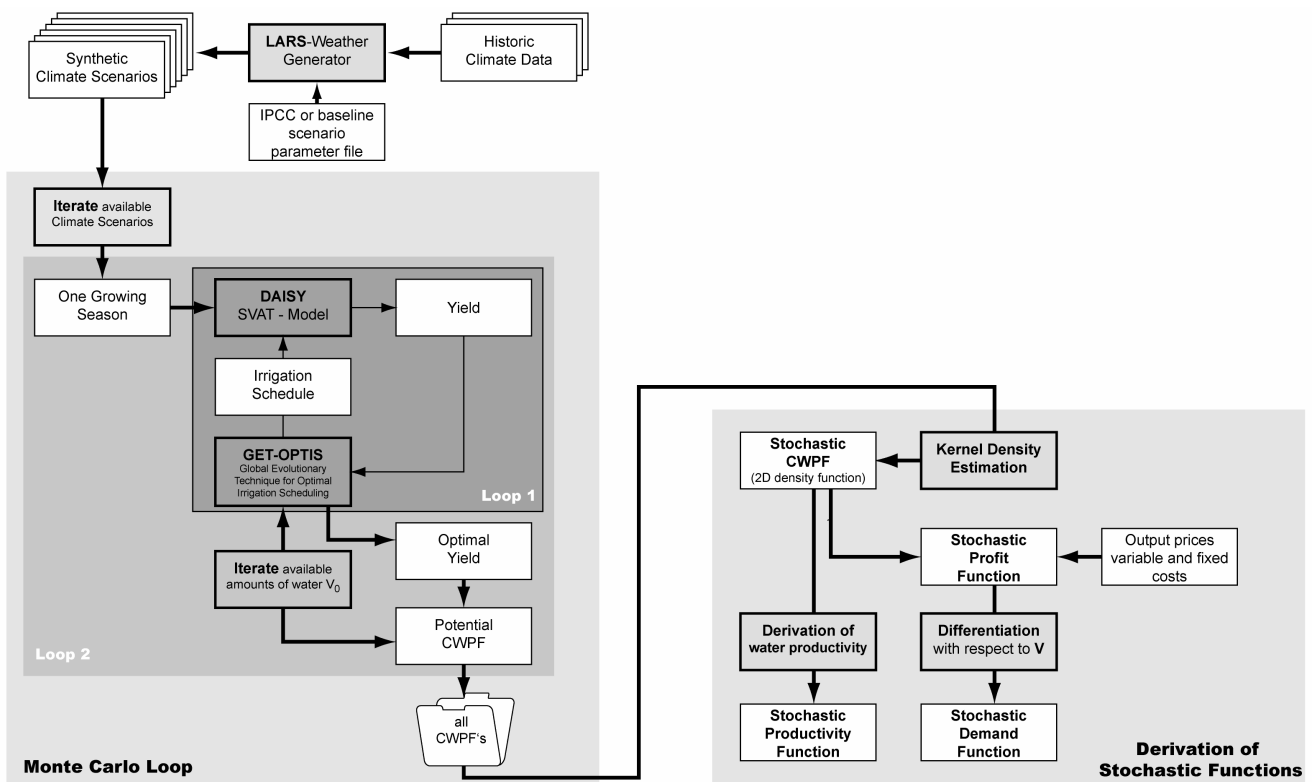 Synthetic
Climate Scenarios
LARS-Weather
Generator
Historic
Climate Data
IPCC or baseline
scenario
parameter file
Iterate available
Climate Scenarios
One Growing
Season
DAISY
SVAT - Model
Yield
Irrigation
Schedule
GET-OPTIS
Global Evolutionary
Technique for Optimal
Irrigation Scheduling
Loop 1
Optimal
Yield
Iterate available
amounts of water V0
Potential
CWPF
Loop 2
all
CWPF's
Monte Carlo Loop
Stochastic
CWPF
(2D density function)
Kernel Density
Estimation
Stochastic
Profit
Function
Output prices
variable and fixed
costs
Derivation of
water productivity
Differentiation
with respect to V
Stochastic
Productivity
Function
Stochastic
Demand
Function
Derivation of
Stochastic Functions